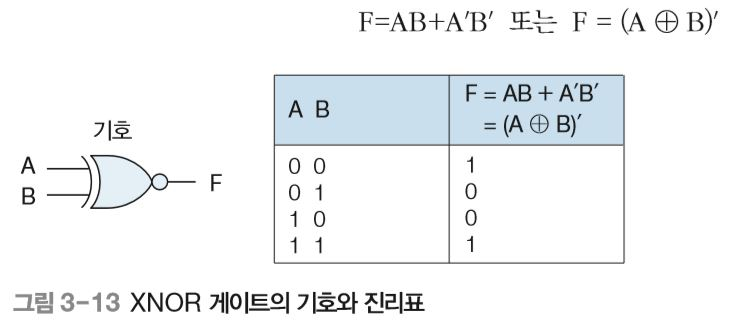 F=AB+A′B′ 또는 F = (A ⊕ B)′
기호
A
B
F
A B
F = AB + A′B′
= (A ⊕ B)′
0 0 1
0 1 0
1 0 0
1 1 1
그림 3-13 XNOR 게이트의 기호와 진리표